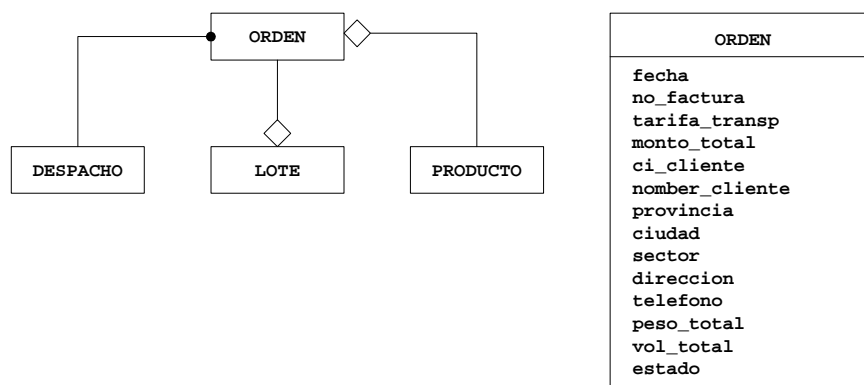 ORDEN
DESPACHO
LOTE
PRODUCTO
ORDEN
fecha
no_factura
tarifa_transp
monto_total
ci_cliente
nomber_cliente
provincia
ciudad
sector
direccion
telefono
peso_total
vol_total
estado